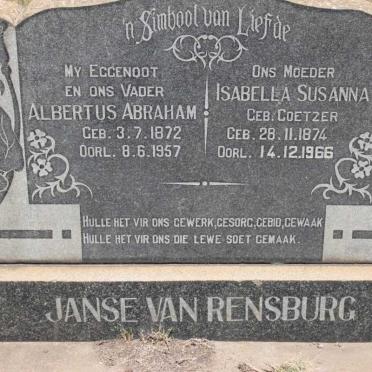 'n Simbool van Liefde
MY EGGENOOT
EN ONS VADER
ALBERTUS ABRAHAM
GEB. 3.7.1872
OORL. 8.6.1957
ONS MOEDER
ISABELLA SUSANNA
GEB. COETZER
GEB. 28.11.1874
OORL. 14.12.1966
HULLE HET VIR ONS GEWERK, GESORG, GEBID, GEWAAK
HULLE HET VIR ONS DIE LEWE SOET GEMAAK.
JANSE VAN RENSBURG